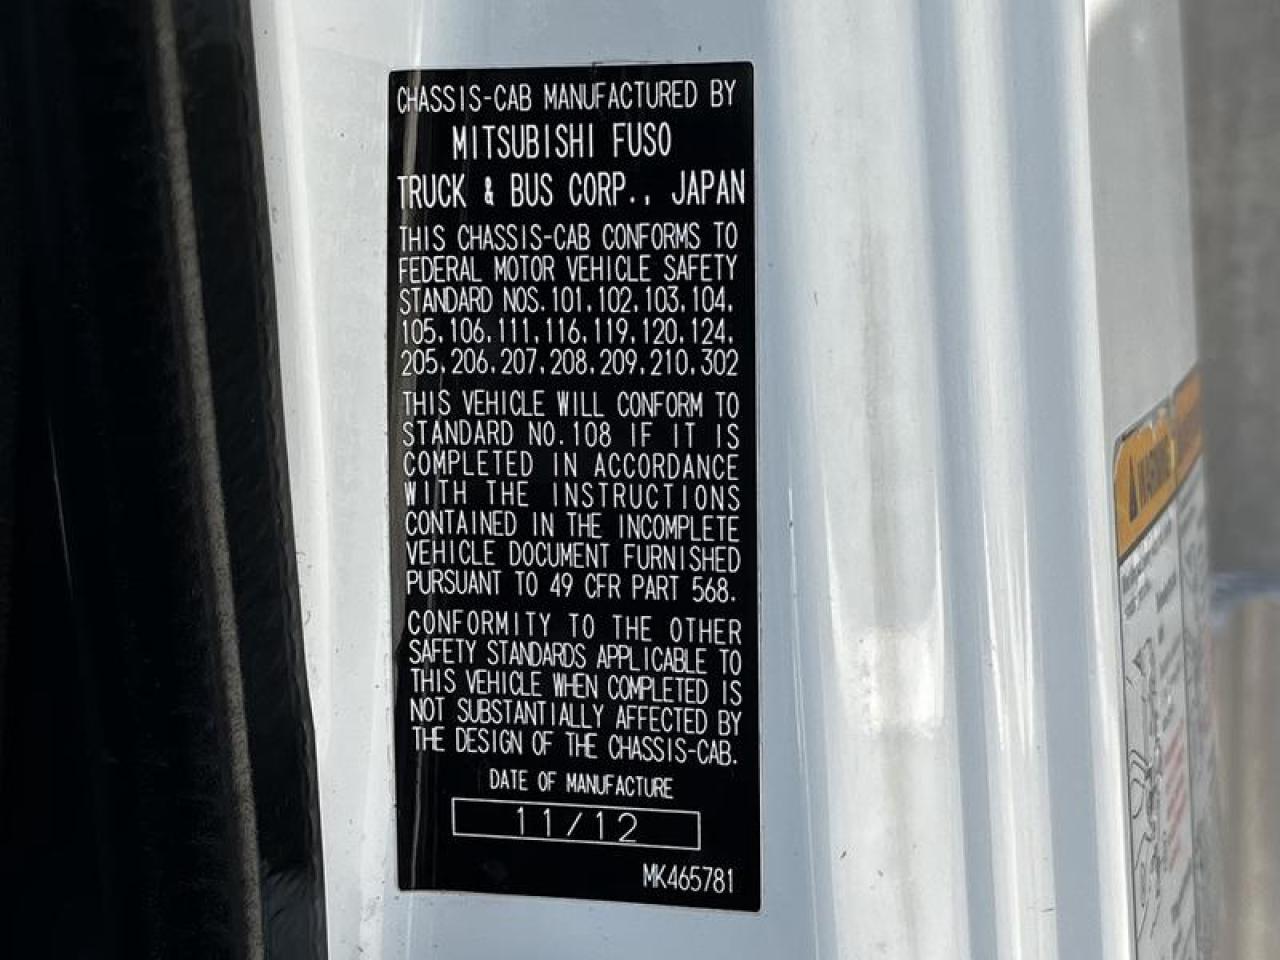 CHASSIS-CAB MANUFACTURED BY
MITSUBISHI FUSO
TRUCK & BUS CORP., JAPAN
THIS CHASSIS-CAB CONFORMS TO
FEDERAL MOTOR VEHICLE SAFETY
STANDARD NOS.101,102,103,104,
105,106,111,116,119,120,124,
205,206,207,208,209,210,302
THIS VEHICLE WILL CONFORM TO
STANDARD NO.108 IF IT IS
COMPLETED IN ACCORDANCE
WITH THE INSTRUCTIONS
CONTAINED IN THE INCOMPLETE
VEHICLE DOCUMENT FURNISHED
PURSUANT TO 49 CFR PART 568.
CONFORMITY TO THE OTHER
SAFETY STANDARDS APPLICABLE TO
THIS VEHICLE WHEN COMPLETED IS
NOT SUBSTANTIALLY AFFECTED BY
THE DESIGN OF THE CHASSIS-CAB.
DATE OF MANUFACTURE
11/12
MK465781
WARNING